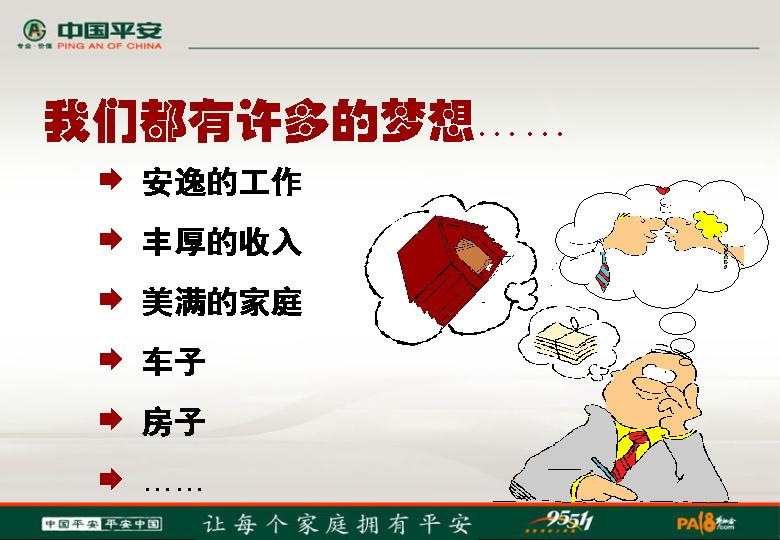 中国平安
专业·价值 PING AN OF CHINA
我们都有许多的梦想……
安逸的工作
丰厚的收入
美满的家庭
车子
房子
……
中国平安 平安中国
让每个家庭拥有平安
95511
PA18.com